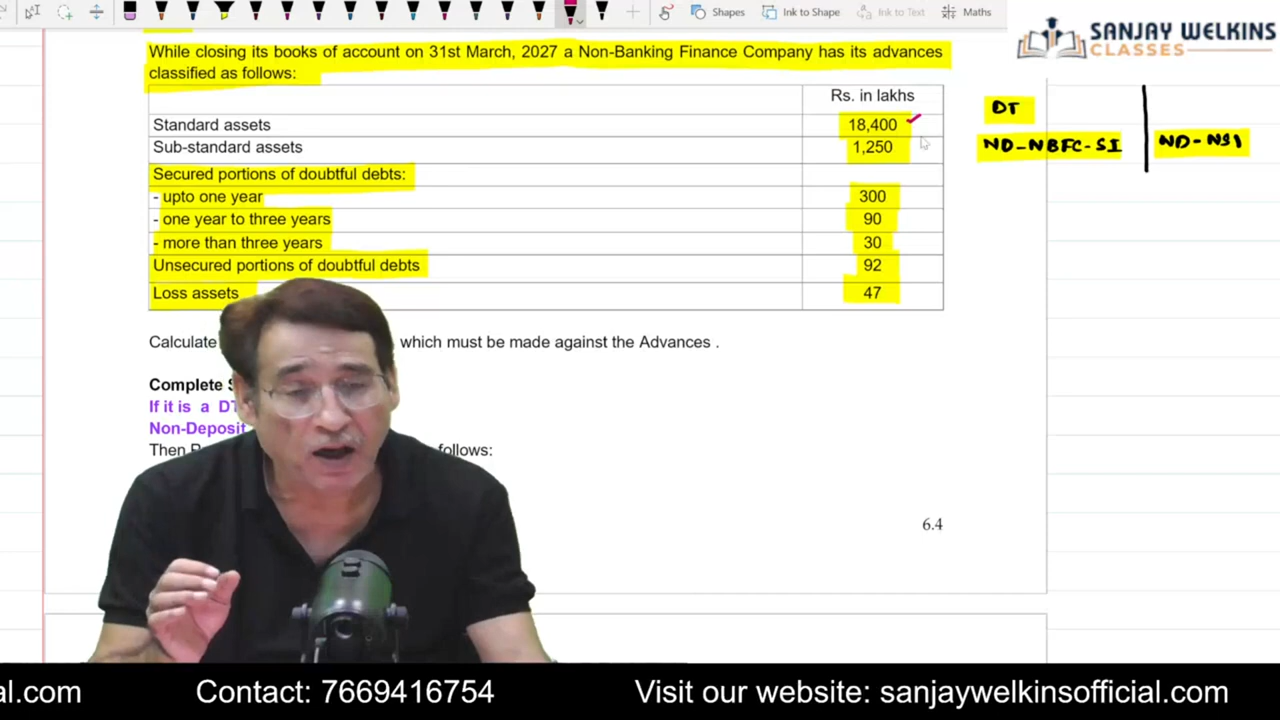 Shapes
Ink to Shape
Ink to Text
Maths
SANJAY WELKINS
CLASSES
While closing its books of account on 31st March, 2027 a Non-Banking Finance Company has its advances
classified as follows:
Rs. in lakhs
Standard assets 18,400
Sub-standard assets 1,250
Secured portions of doubtful debts:
- upto one year 300
- one year to three years 90
- more than three years 30
Unsecured portions of doubtful debts 92
Loss assets 47
DT
ND-NBFC-SI
ND-NSI
Calculate which must be made against the Advances .
Complete
If it is a DT
Non-Deposit
Then follows:
6.4
al.com Contact: 7669416754 Visit our website: sanjaywelkinsofficial.com